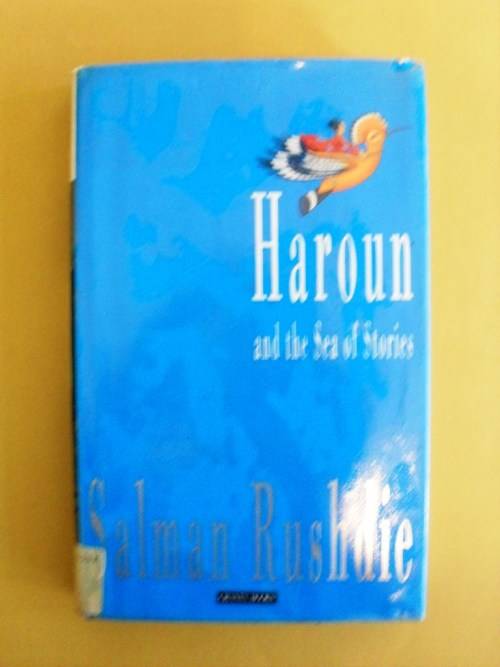 Haroun
and the Sea of Stories
Salman Rushdie